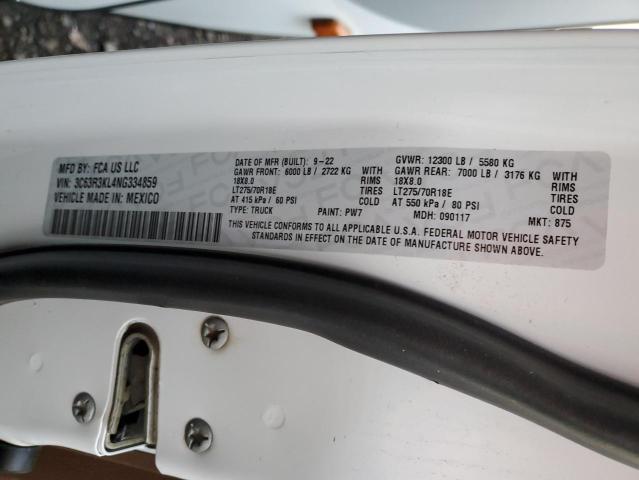 MFD BY: FCA US LLC
VIN: 3C63R3KL4NG334859
VEHICLE MADE IN: MEXICO
DATE OF MFR (BUILT): 9-22
GAWR FRONT: 6000 LB / 2722 KG
18X8.0 RIMS
LT275/70R18E TIRES
AT 415 kPa / 60 PSI COLD
TYPE: TRUCK PAINT: PW7
GVWR: 12300 LB / 5580 KG
GAWR REAR: 7000 LB / 3176 KG
18X8.0 RIMS
LT275/70R18E TIRES
AT 550 kPa / 80 PSI COLD
MDH: 090117 MKT: 875
THIS VEHICLE CONFORMS TO ALL APPLICABLE U.S.A. FEDERAL MOTOR VEHICLE SAFETY
STANDARDS IN EFFECT ON THE DATE OF MANUFACTURE SHOWN ABOVE.